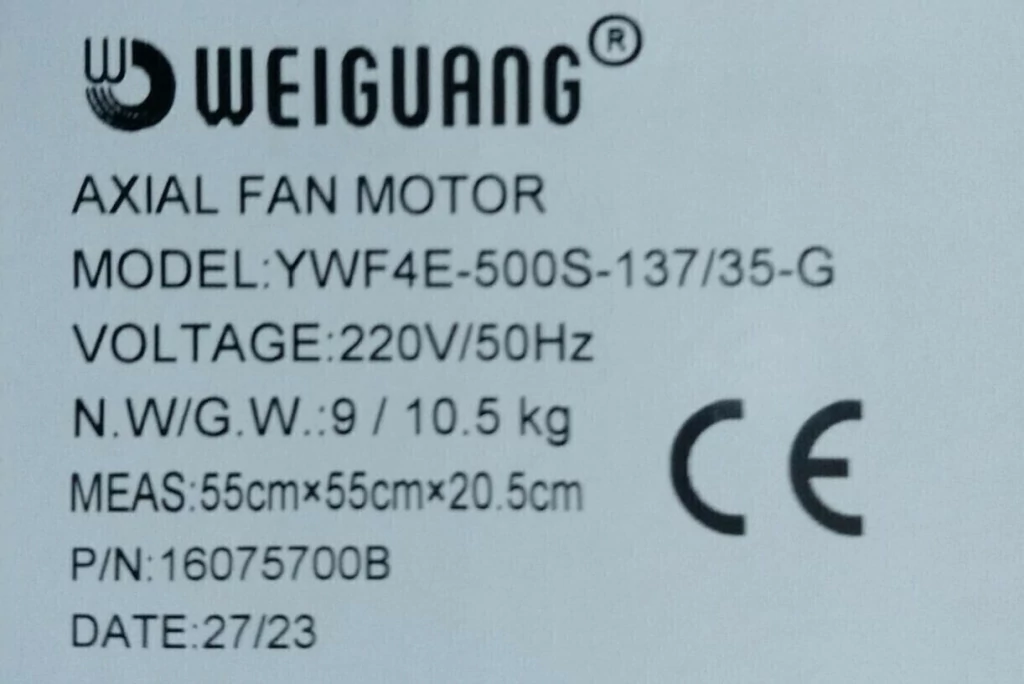 WEIGUANG®
AXIAL FAN MOTOR
MODEL:YWF4E-500S-137/35-G
VOLTAGE:220V/50Hz
N.W/G.W.:9 / 10.5 kg
MEAS:55cm×55cm×20.5cm
P/N:16075700B
DATE:27/23
CE